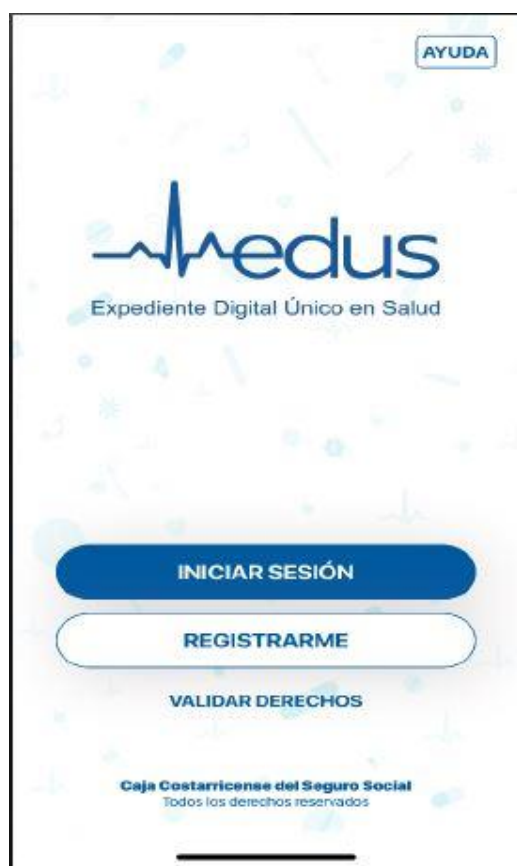 AYUDA
edus
Expediente Digital Único en Salud
INICIAR SESIÓN
REGISTRARME
VALIDAR DERECHOS
Caja Costarricense del Seguro Social
Todos los derechos reservados